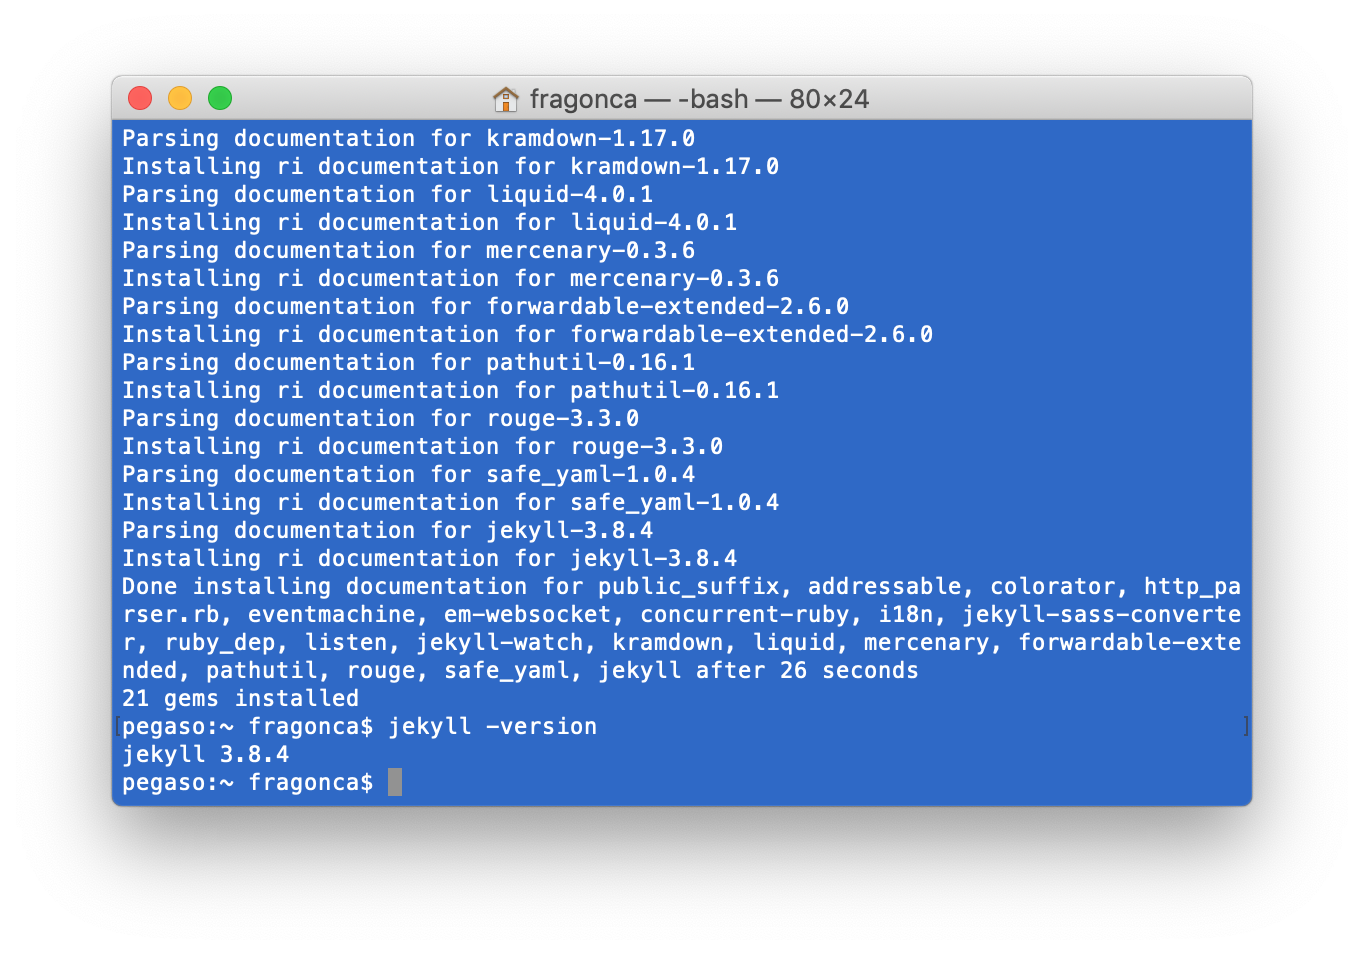 fragonca — -bash — 80×24
Parsing documentation for kramdown-1.17.0
Installing ri documentation for kramdown-1.17.0
Parsing documentation for liquid-4.0.1
Installing ri documentation for liquid-4.0.1
Parsing documentation for mercenary-0.3.6
Installing ri documentation for mercenary-0.3.6
Parsing documentation for forwardable-extended-2.6.0
Installing ri documentation for forwardable-extended-2.6.0
Parsing documentation for pathutil-0.16.1
Installing ri documentation for pathutil-0.16.1
Parsing documentation for rouge-3.3.0
Installing ri documentation for rouge-3.3.0
Parsing documentation for safe_yaml-1.0.4
Installing ri documentation for safe_yaml-1.0.4
Parsing documentation for jekyll-3.8.4
Installing ri documentation for jekyll-3.8.4
Done installing documentation for public_suffix, addressable, colorator, http_pa
rser.rb, eventmachine, em-websocket, concurrent-ruby, i18n, jekyll-sass-converte
r, ruby_dep, listen, jekyll-watch, kramdown, liquid, mercenary, forwardable-exte
nded, pathutil, rouge, safe_yaml, jekyll after 26 seconds
21 gems installed
[pegaso:~ fragonca$ jekyll -version ]
jekyll 3.8.4
pegaso:~ fragonca$